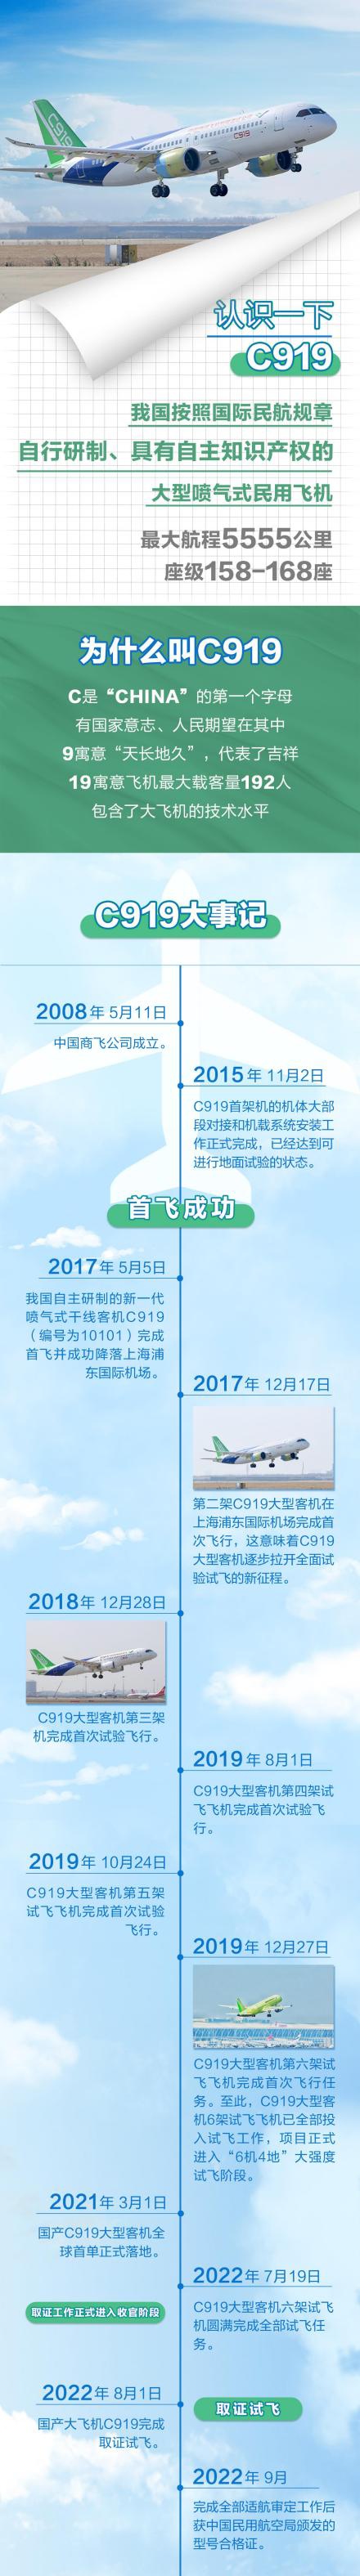 C919
C919
认识一下
C919
我国按照国际民航规章
自行研制、具有自主知识产权的
大型喷气式民用飞机
最大航程5555公里
座级158-168座
为什么叫C919
C是“CHINA”的第一个字母
有国家意志、人民期望在其中
9寓意“天长地久”，代表了吉祥
19寓意飞机最大载客量192人
包含了大飞机的技术水平
C919大事记
2008年 5月11日
中国商飞公司成立。
2015年 11月2日
C919首架机的机体大部
段对接和机载系统安装工
作正式完成，已经达到可
进行地面试验的状态。
首飞成功
2017年 5月5日
我国自主研制的新一代
喷气式干线客机C919
（编号为10101）完成
首飞并成功降落上海浦
东国际机场。
2017年 12月17日
第二架C919大型客机在
上海浦东国际机场完成首
次飞行，这意味着C919
大型客机逐步拉开全面试
验试飞的新征程。
2018年 12月28日
C919大型客机第三架
机完成首次试验飞行。
2019年 8月1日
C919大型客机第四架试
飞飞机完成首次试验飞
行。
2019年 10月24日
C919大型客机第五架
试飞飞机完成首次试验
飞行。
2019年 12月27日
C919大型客机第六架试
飞飞机完成首次飞行任
务。至此，C919大型客
机6架试飞飞机已全部投
入试飞工作，项目正式
进入“6机4地”大强度
试飞阶段。
2021年 3月1日
国产C919大型客机全
球首单正式落地。
2022年 7月19日
C919大型客机六架试飞
机圆满完成全部试飞任
务。
取证工作正式进入收官阶段
2022年 8月1日
国产大飞机C919完成
取证试飞。
取证试飞
2022年 9月
完成全部适航审定工作后
获中国民用航空局颁发的
型号合格证。